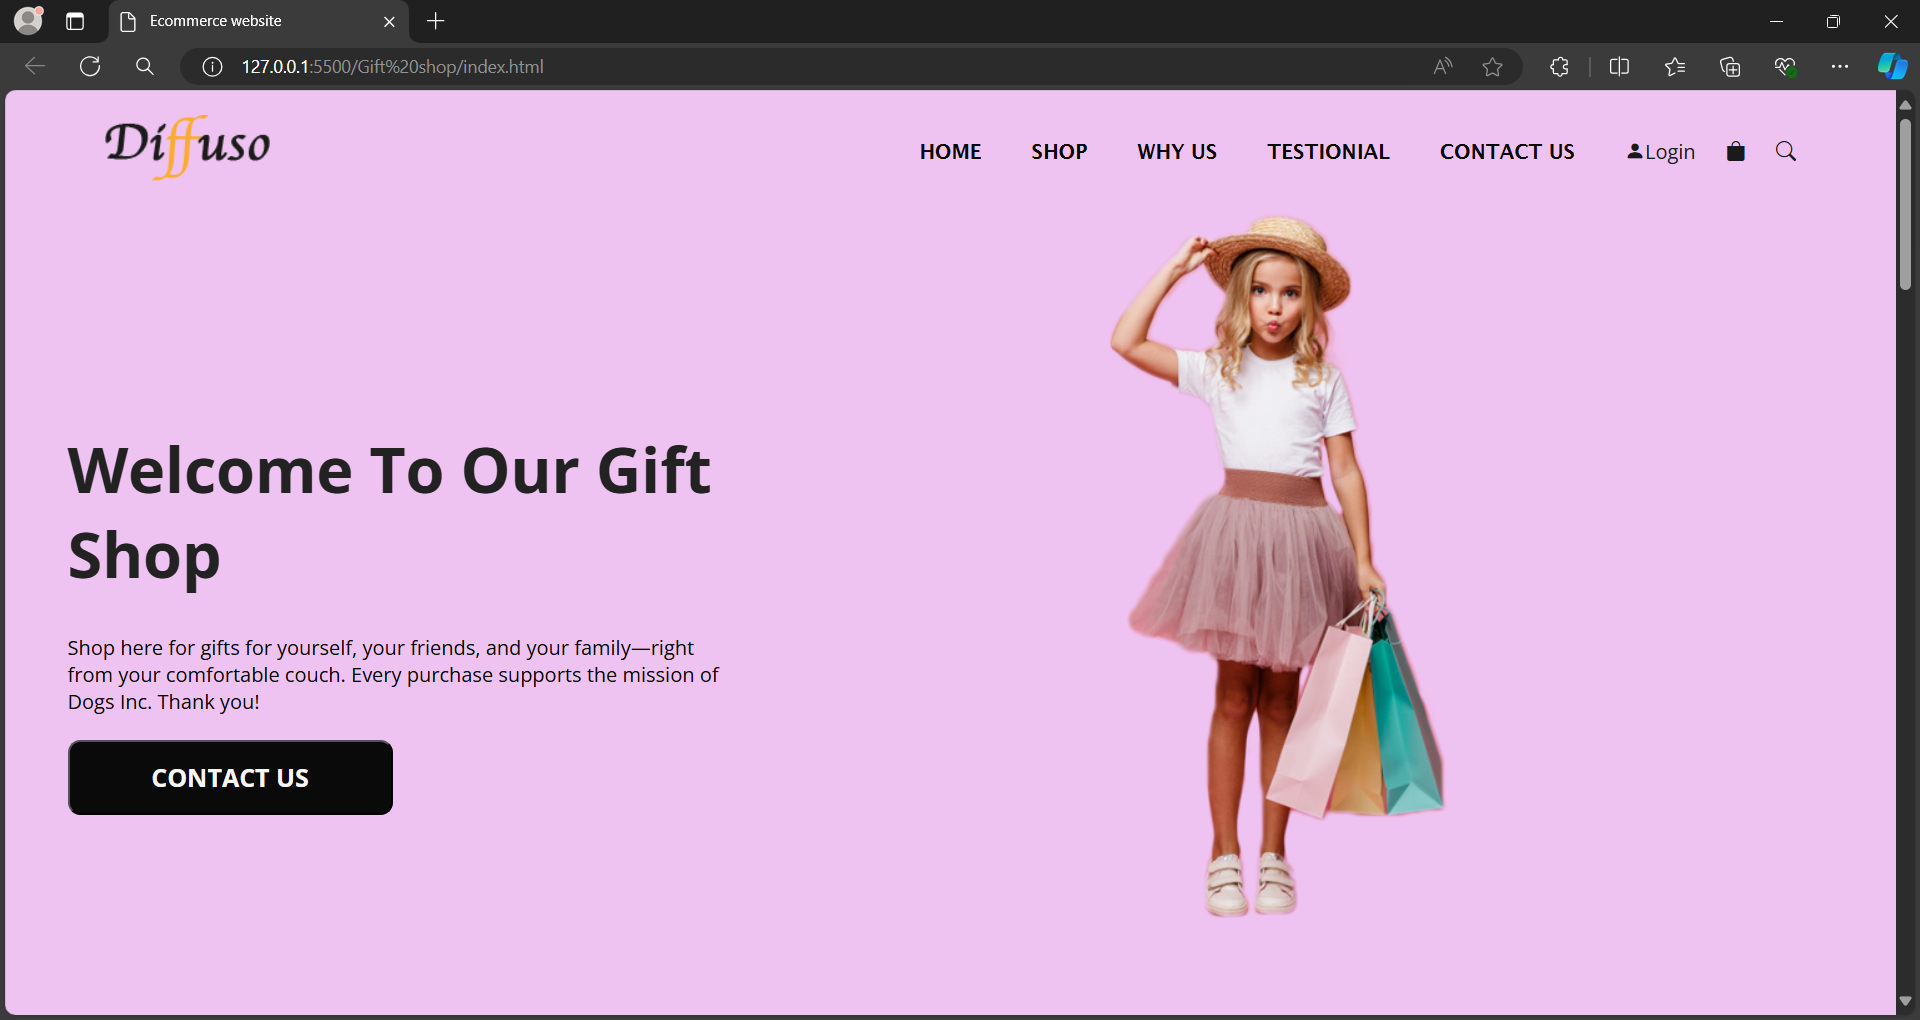 Ecommerce website
127.0.0.1:5500/Gift%20shop/index.html
Diffuso
HOME SHOP WHY US TESTIONIAL CONTACT US Login
Welcome To Our Gift
Shop
Shop here for gifts for yourself, your friends, and your family—right
from your comfortable couch. Every purchase supports the mission of
Dogs Inc. Thank you!
CONTACT US